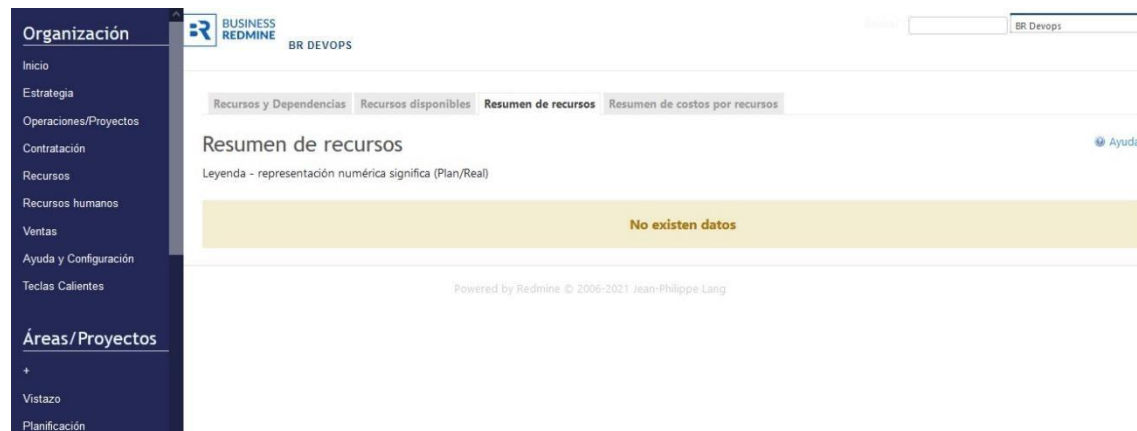 Organización
Inicio
Estrategia
Operaciones/Proyectos
Contratación
Recursos
Recursos humanos
Ventas
Ayuda y Configuración
Teclas Calientes
Áreas/Proyectos
+
Vistazo
Planificación
BUSINESS
REDMINE
BR DEVOPS
BR Devops
Recursos y Dependencias Recursos disponibles Resumen de recursos Resumen de costos por recursos
Resumen de recursos
Ayuda
Leyenda - representación numérica significa (Plan/Real)
No existen datos
Powered by Redmine © 2006-2021 Jean-Philippe Lang